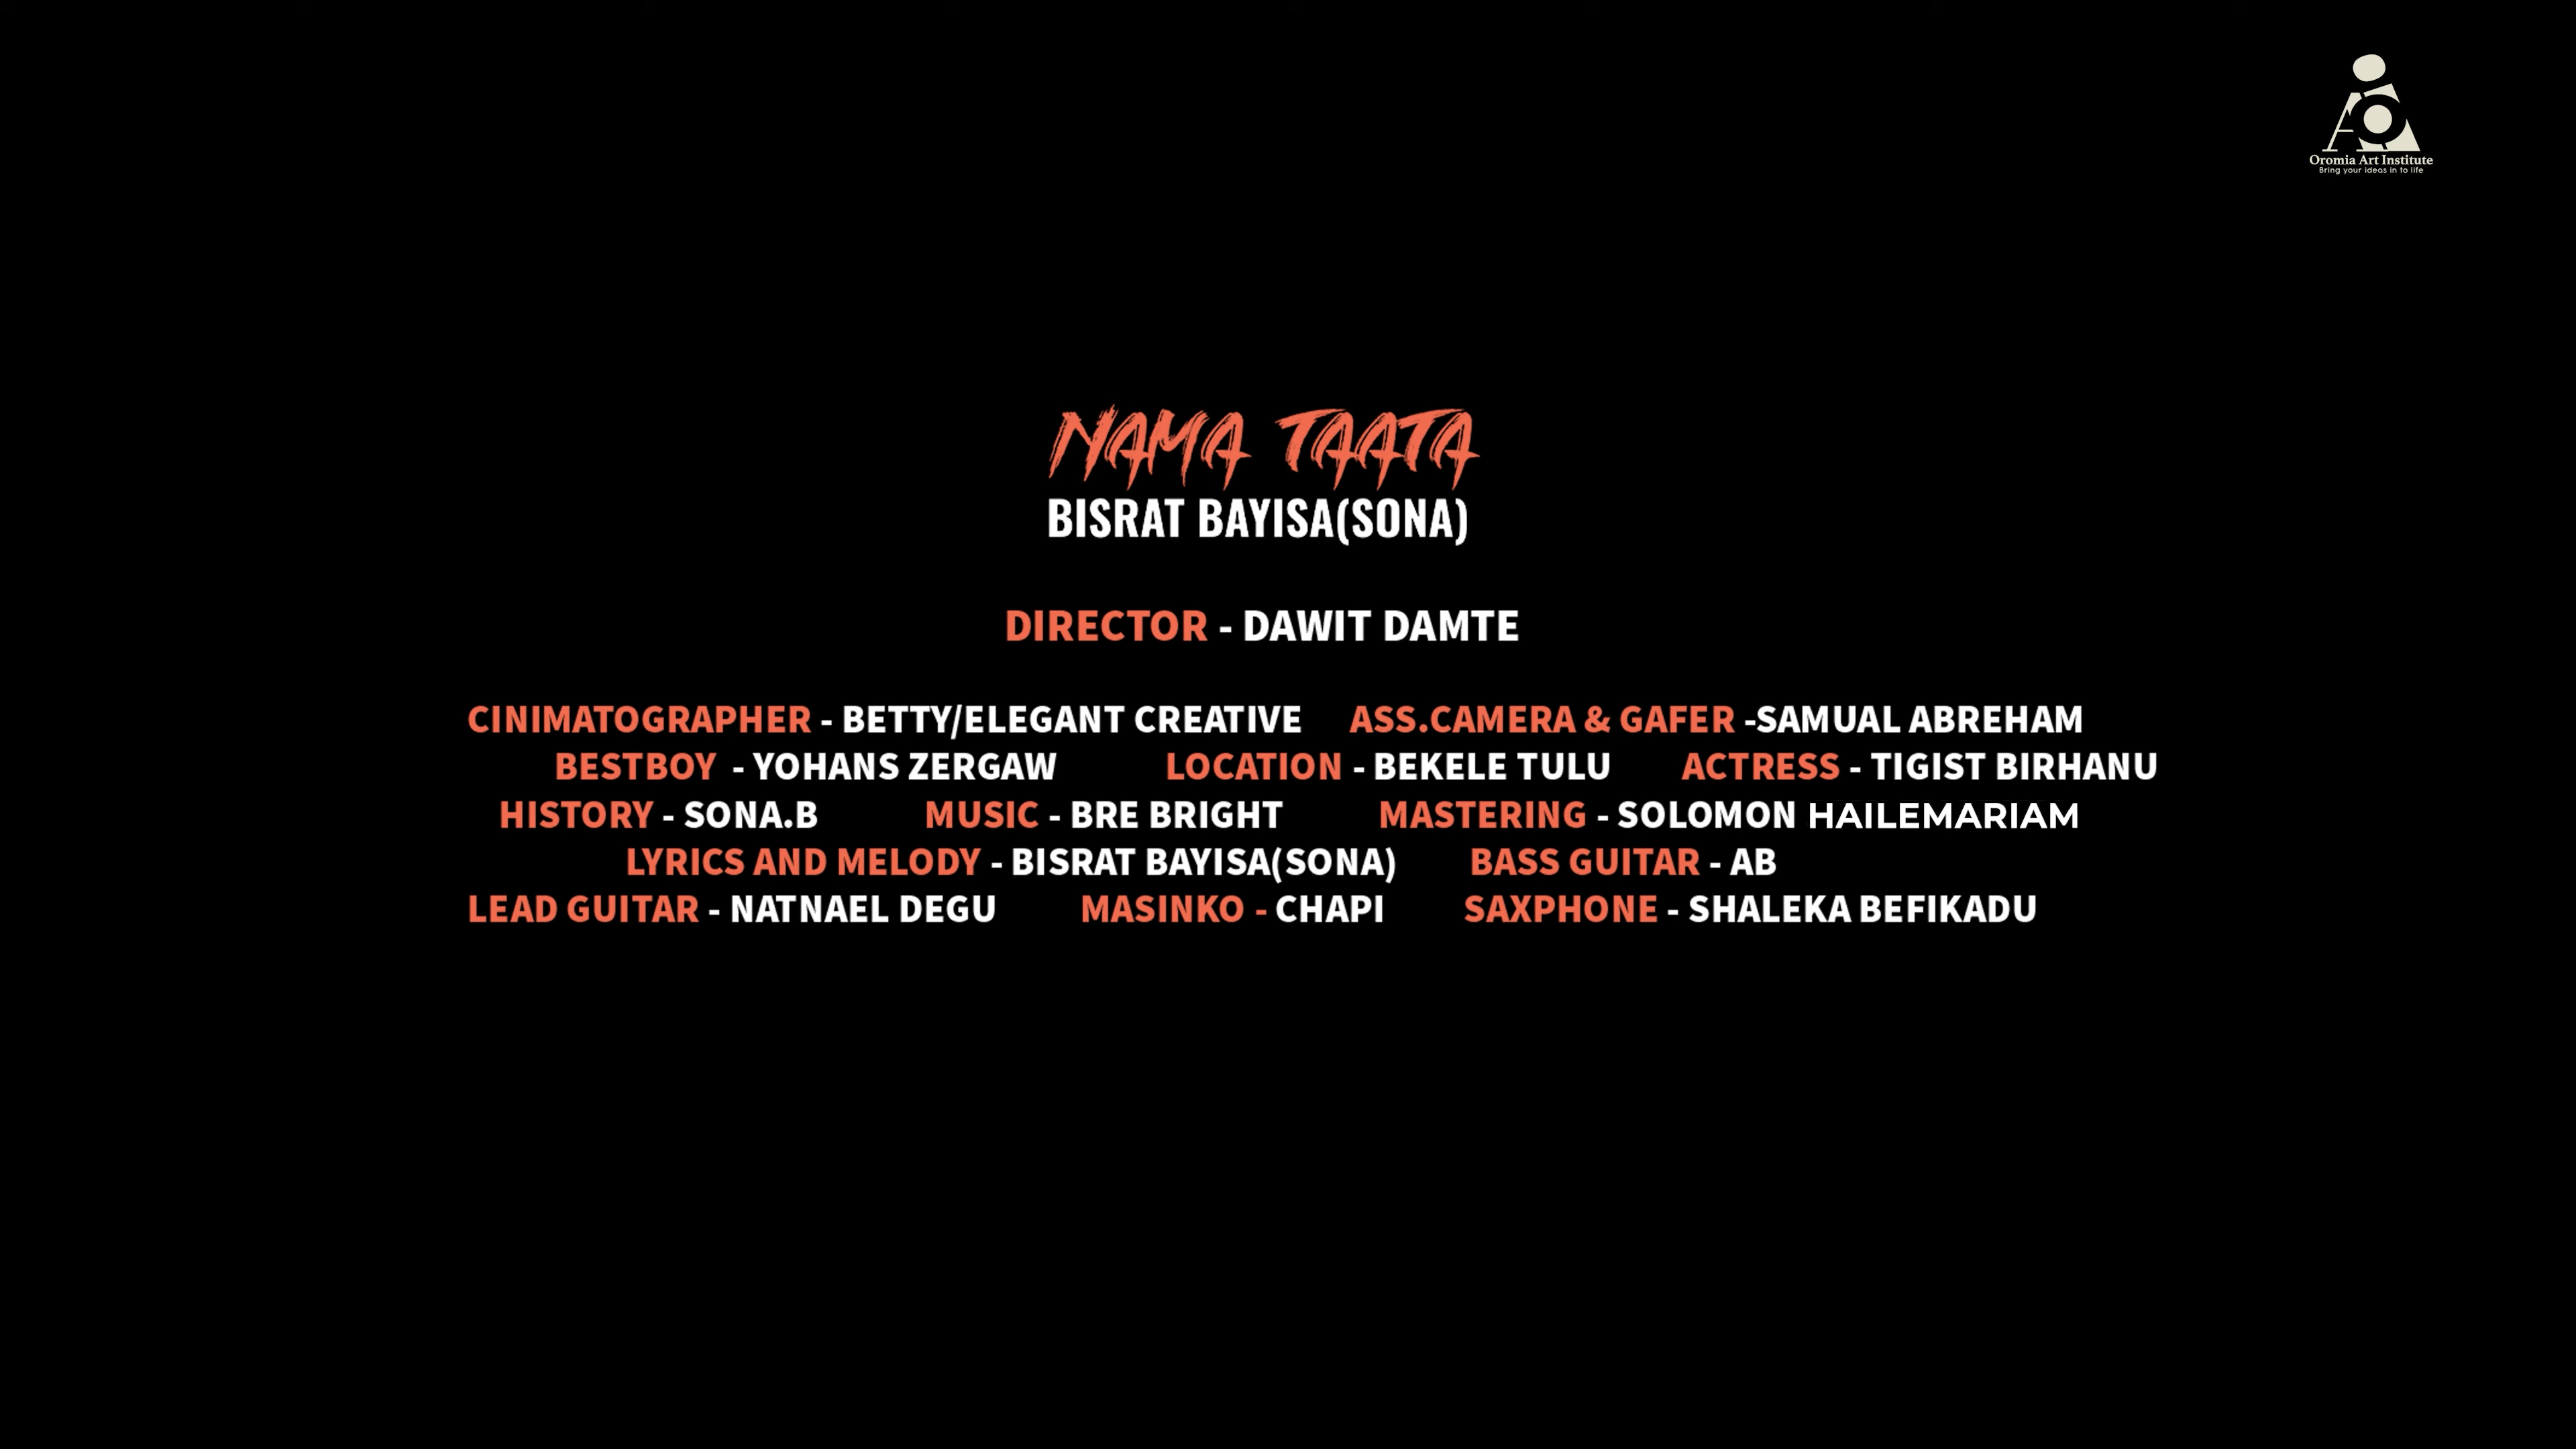 Oromia Art Institute
Bring your ideas in to life
NAMA TAATA
BISRAT BAYISA(SONA)
DIRECTOR - DAWIT DAMTE
CINIMATOGRAPHER - BETTY/ELEGANT CREATIVE ASS.CAMERA & GAFER -SAMUAL ABREHAM
BESTBOY - YOHANS ZERGAW LOCATION - BEKELE TULU ACTRESS - TIGIST BIRHANU
HISTORY - SONA.B MUSIC - BRE BRIGHT MASTERING - SOLOMON HAILEMARIAM
LYRICS AND MELODY - BISRAT BAYISA(SONA) BASS GUITAR - AB
LEAD GUITAR - NATNAEL DEGU MASINKO - CHAPI SAXPHONE - SHALEKA BEFIKADU